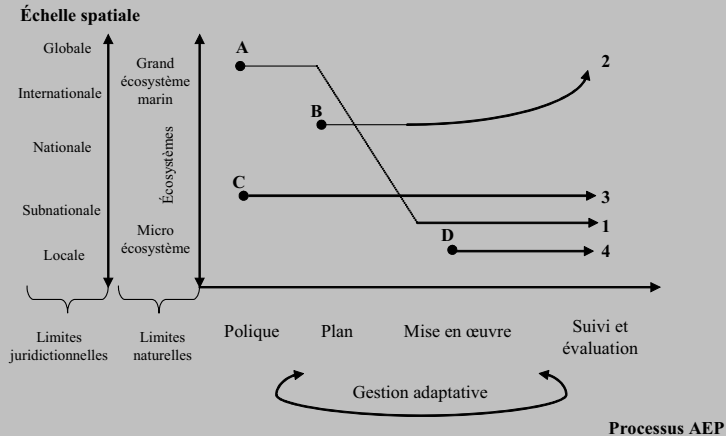 Échelle spatiale
Globale
Internationale
Nationale
Subnationale
Locale
Grand
écosystème
marin
Écosystèmes
Micro
écosystème
A
B
C
D
2
3
1
4
Limites
juridictionnelles
Limites
naturelles
Polique
Plan
Mise en œuvre
Suivi et
évaluation
Gestion adaptative
Processus AEP